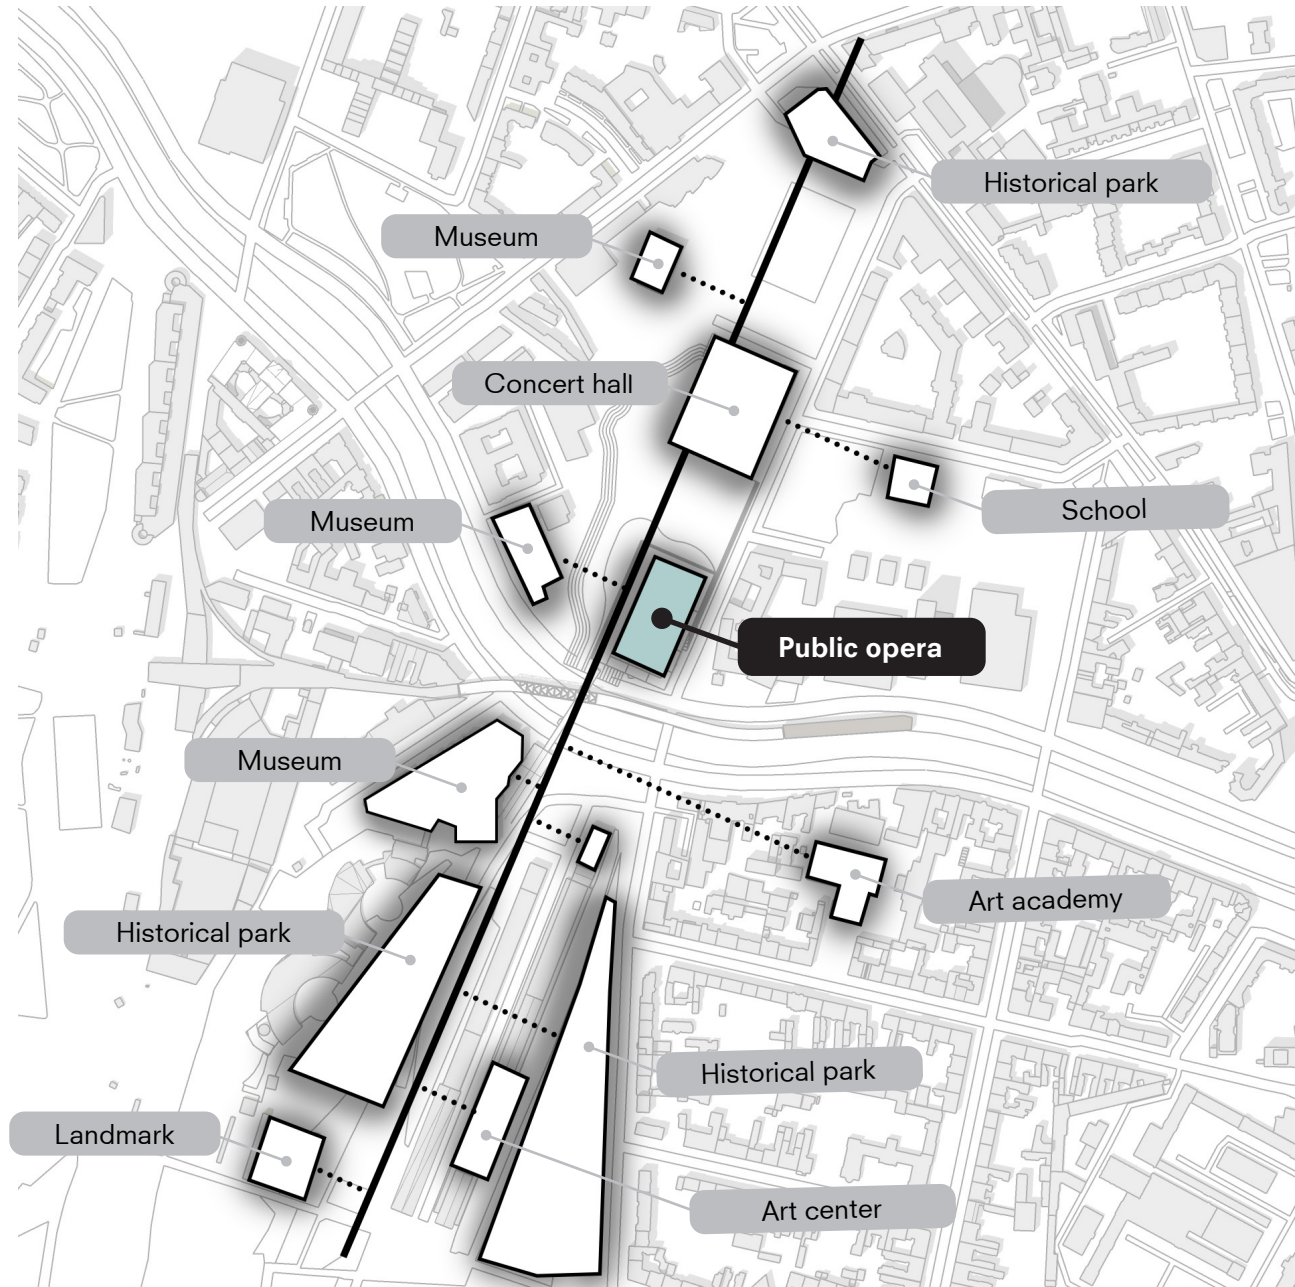 Historical park
Museum
Concert hall
School
Museum
Public opera
Museum
Art academy
Historical park
Historical park
Landmark
Art center